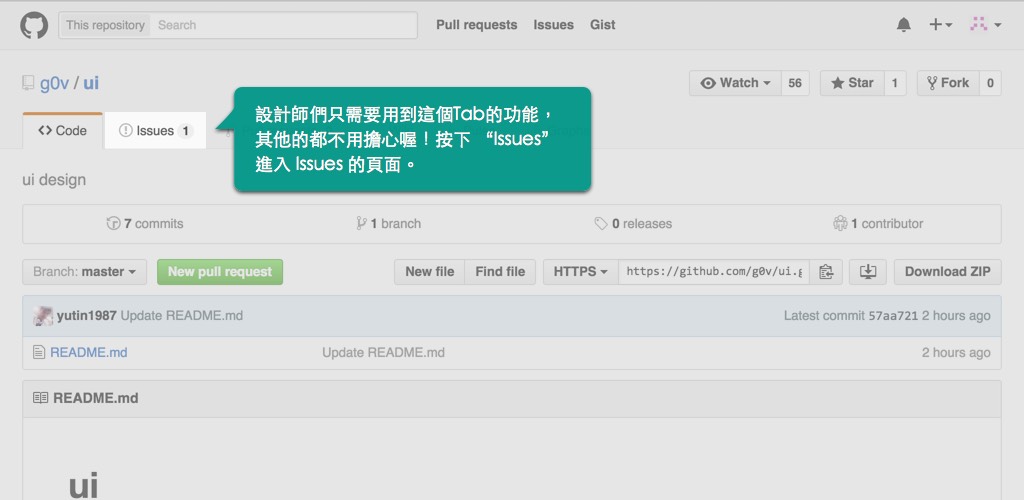 This repository Search Pull requests Issues Gist
g0v / ui Watch 56 Star 1 Fork 0
Code Issues 1
設計師們只需要用到這個Tab的功能，
其他的都不用擔心喔！按下 “Issues”
進入 Issues 的頁面。
ui design
7 commits 1 branch 0 releases 1 contributor
Branch: master New pull request New file Find file HTTPS https://github.com/g0v/ui.g Download ZIP
yutin1987 Update README.md Latest commit 57aa721 2 hours ago
README.md Update README.md 2 hours ago
README.md
ui